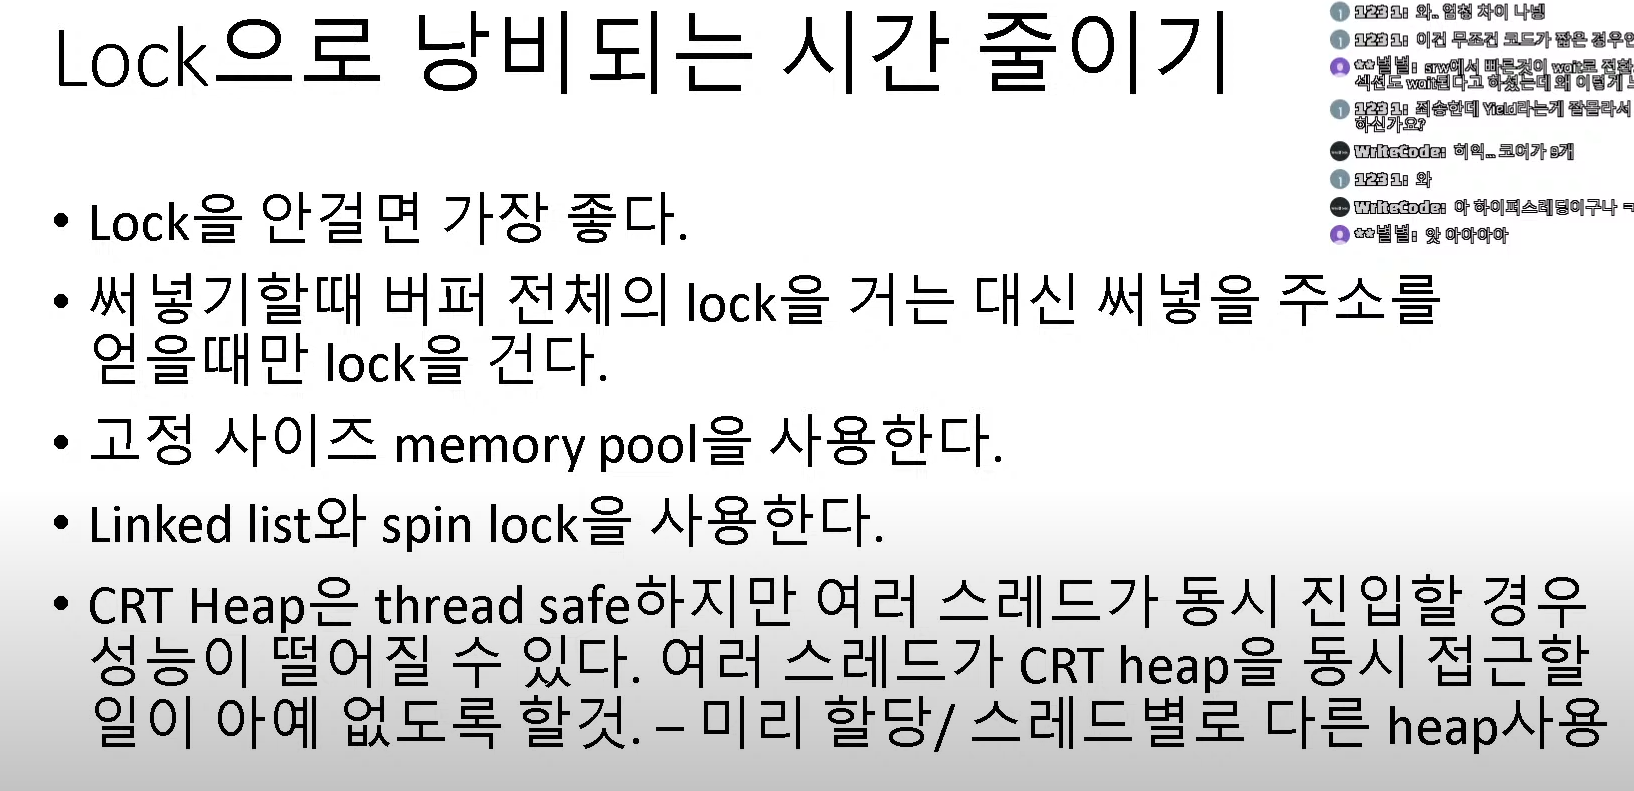 Lock으로 낭비되는 시간 줄이기
• Lock을 안걸면 가장 좋다.
• 써넣기할때 버퍼 전체의 lock을 거는 대신 써넣을 주소를
얻을때만 lock을 건다.
• 고정 사이즈 memory pool을 사용한다.
• Linked list와 spin lock을 사용한다.
• CRT Heap은 thread safe하지만 여러 스레드가 동시 진입할 경우
성능이 떨어질 수 있다. 여러 스레드가 CRT heap을 동시 접근할
일이 아예 없도록 할것. – 미리 할당/ 스레드별로 다른 heap사용
123 1: 와.. 엄청 차이 나넹
123 1: 이건 무조건 코드가 짧은 경우
**별별: srw에서 빠른것이 wait로 전환
섹션도 wait된다고 하셨는데 왜 이렇게
123 1: 죄송한데 Yield라는게 잘몰라서
하신가요?
WriteCode: 히익... 코어가 9개
123 1: 와
WriteCode: 아 하이퍼스레딩이구나 ㅋ
**별별: 앗 아아아아